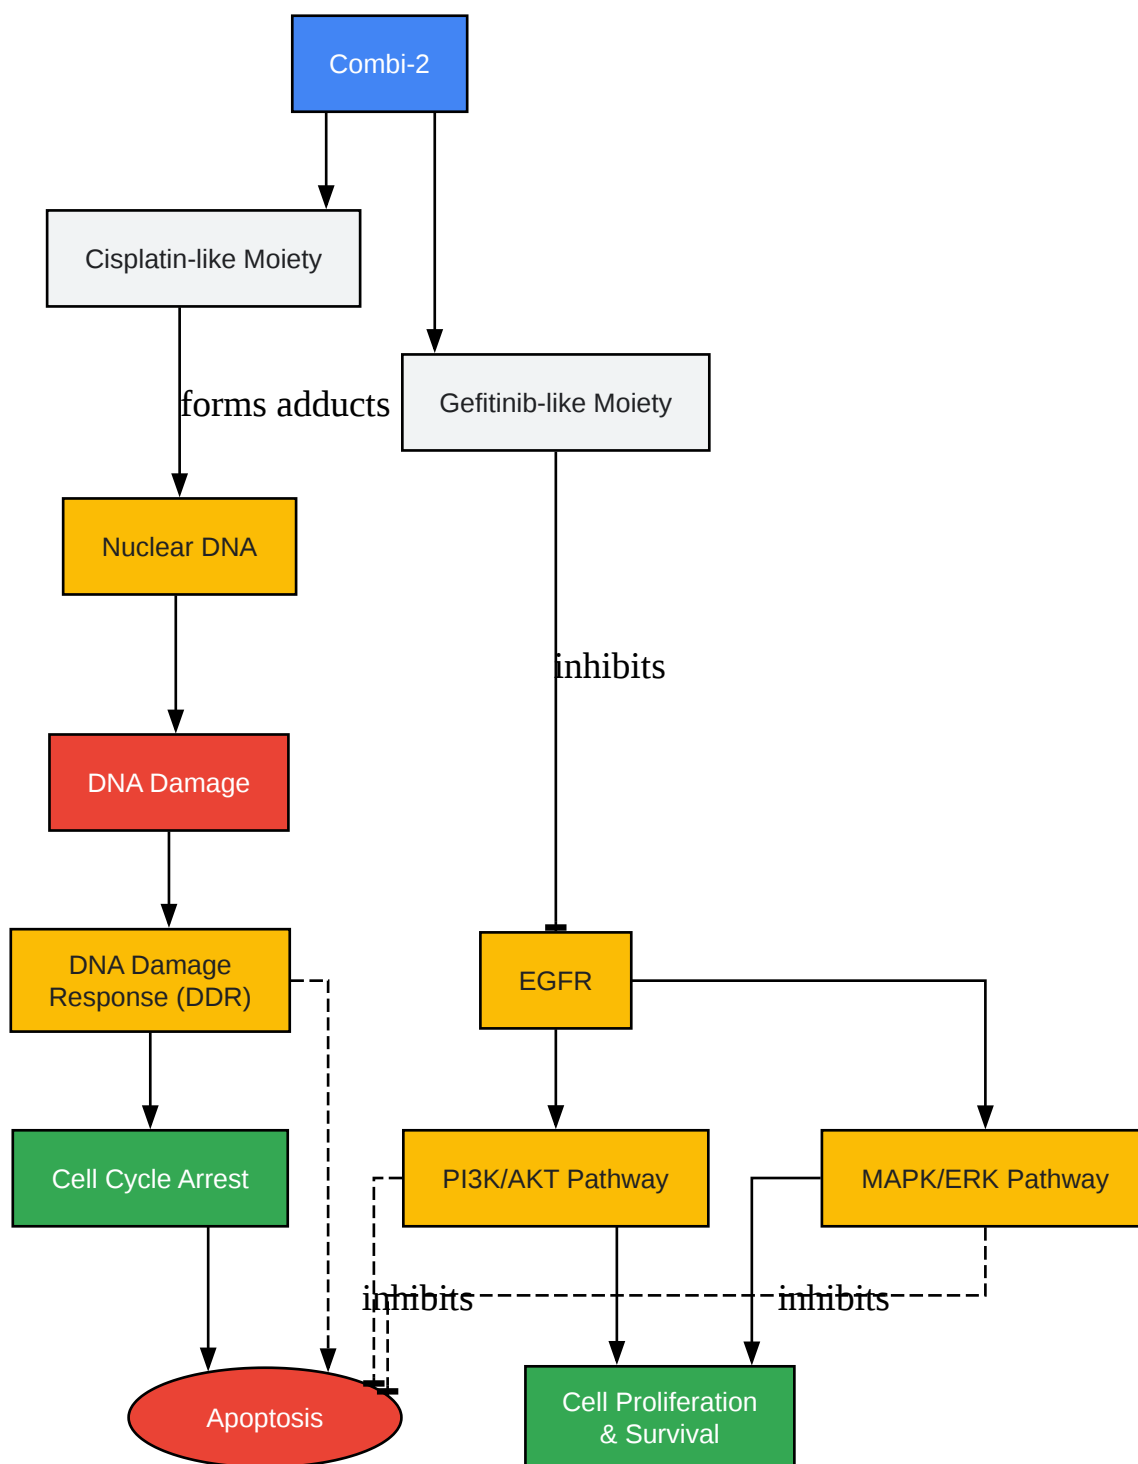 Combi-2
Cisplatin-like Moiety
forms adducts
Gefitinib-like Moiety
Nuclear DNA
inhibits
DNA Damage
DNA Damage
Response (DDR)
EGFR
Cell Cycle Arrest
PI3K/AKT Pathway
MAPK/ERK Pathway
inhibits
inhibits
Apoptosis
Cell Proliferation
& Survival